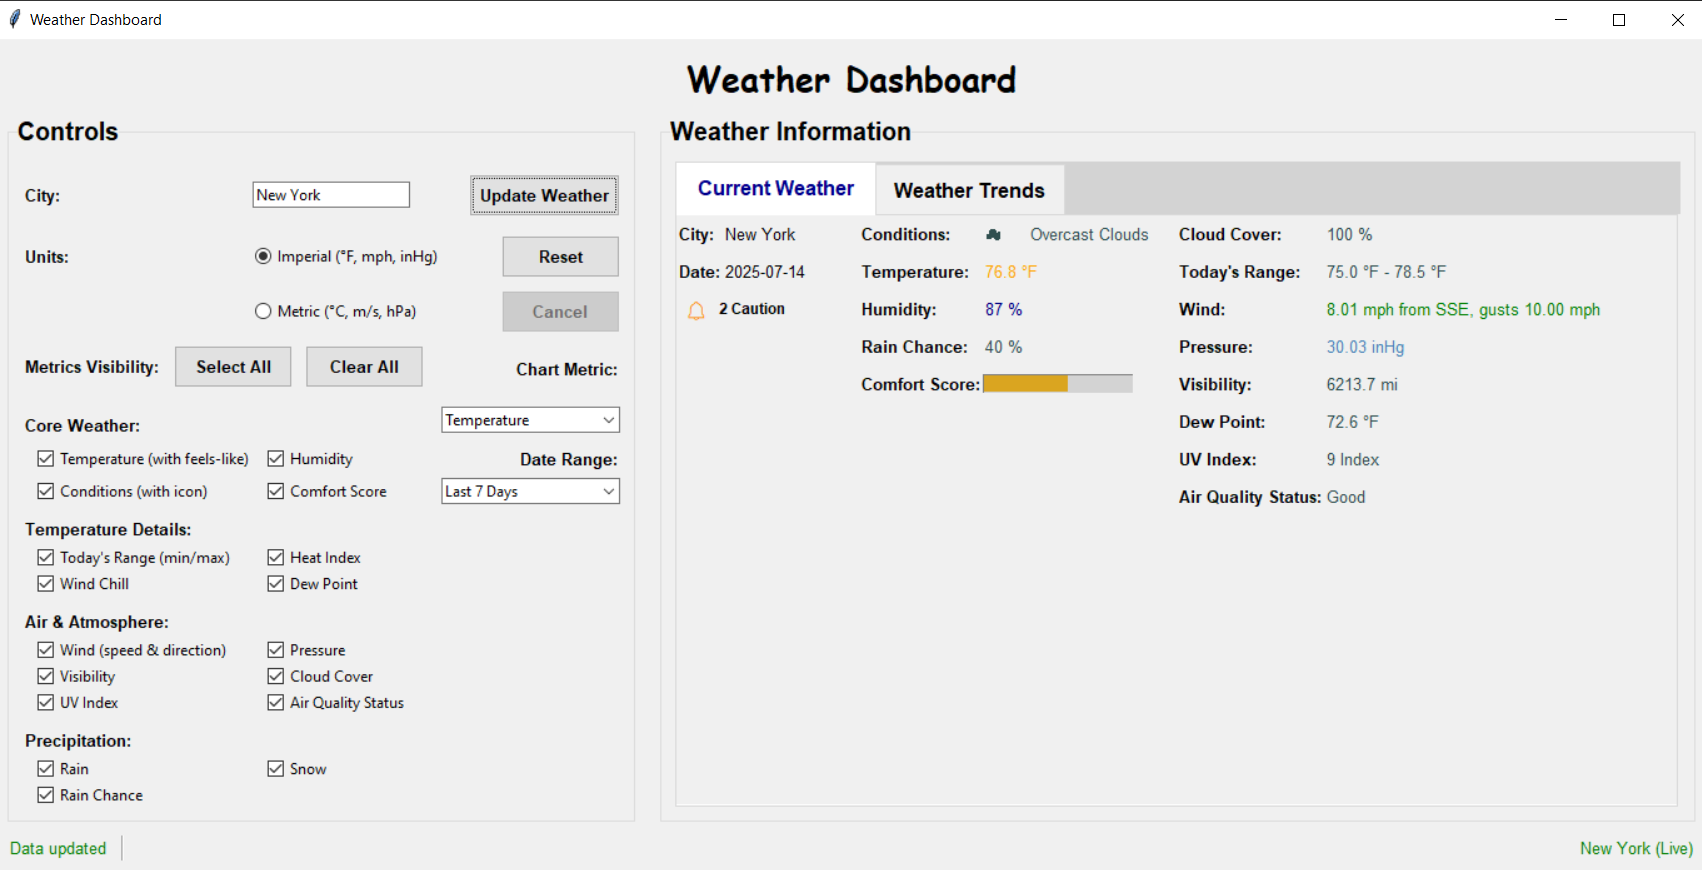 Weather Dashboard
Weather Dashboard
Controls
City:
New York
Update Weather
Units:
Imperial (°F, mph, inHg)
Reset
Metric (°C, m/s, hPa)
Cancel
Metrics Visibility:
Select All
Clear All
Chart Metric:
Temperature
Core Weather:
Temperature (with feels-like)
Humidity
Date Range:
Conditions (with icon)
Comfort Score
Last 7 Days
Temperature Details:
Today's Range (min/max)
Heat Index
Wind Chill
Dew Point
Air & Atmosphere:
Wind (speed & direction)
Pressure
Visibility
Cloud Cover
UV Index
Air Quality Status
Precipitation:
Rain
Snow
Rain Chance
Weather Information
Current Weather
Weather Trends
City: New York
Date: 2025-07-14
2 Caution
Conditions: Overcast Clouds
Temperature: 76.8 °F
Humidity: 87 %
Rain Chance: 40 %
Comfort Score:
Cloud Cover: 100 %
Today's Range: 75.0 °F - 78.5 °F
Wind: 8.01 mph from SSE, gusts 10.00 mph
Pressure: 30.03 inHg
Visibility: 6213.7 mi
Dew Point: 72.6 °F
UV Index: 9 Index
Air Quality Status: Good
Data updated
New York (Live)